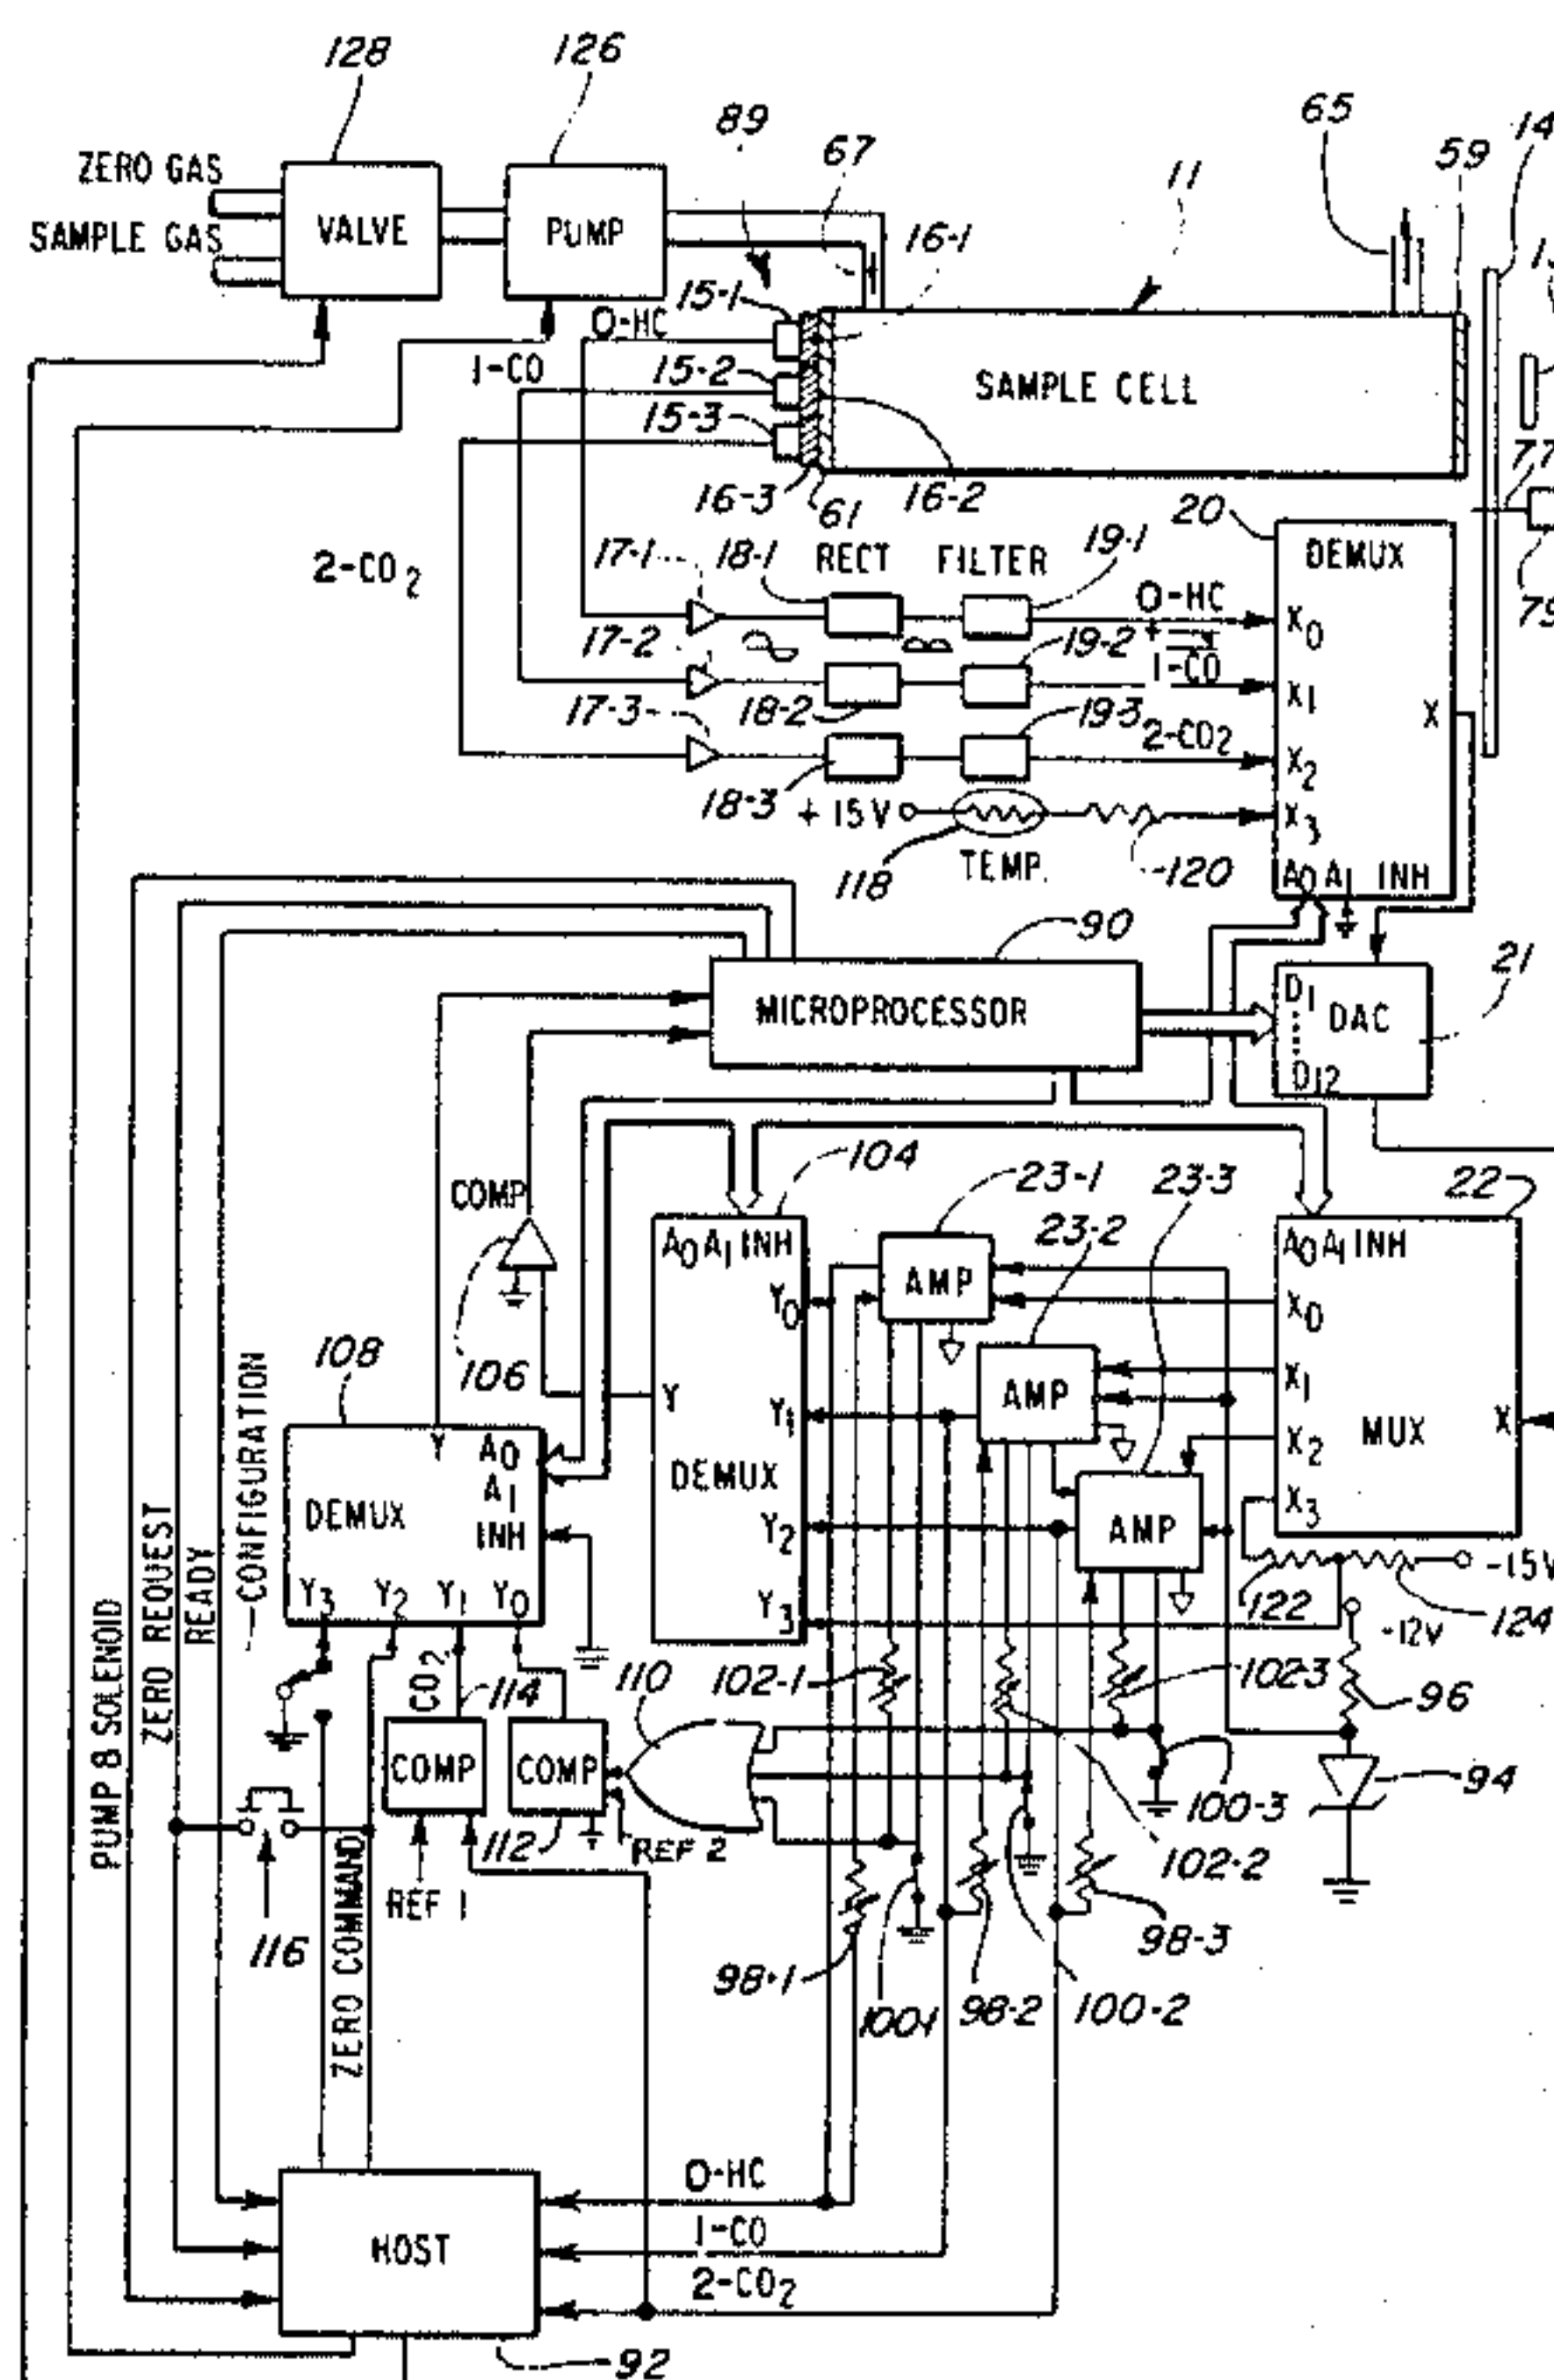 128
126
65
14
89
67
11
59
ZERO GAS
SAMPLE GAS
VALVE
PUMP
16-1
15-1
0-HC
1-CO
15-2
15-3
SAMPLE CELL
77
16-3
61
16-2
20
79
2-CO2
17-1
18-1
RECT
FILTER
19-1
DEMUX
0-HC
X0
17-2
19-2
1-CO
X1
17-3
18-2
19-3
2-CO2
X
X2
18-3
+15V
X3
118
TEMP.
120
A0 A1 INH
90
21
MICROPROCESSOR
D1
DAC
D12
104
23-1
23-3
22
COMP
23-2
A0 A1 INH
AMP
A0 A1 INH
Y0
X0
108
106
Y
AMP
X1
Y1
MUX
X
Y
A0
X2
A1
DEMUX
DEMUX
INH
Y2
AMP
X3
-15V
Y3
Y2
Y1
Y0
Y3
122
124
-12V
CONFIGURATION
READY
ZERO REQUEST
PUMP & SOLENOID
CO2
114
110
102-1
1023
96
COMP
COMP
94
112
REF 2
100-3
102-2
REF 1
116
98-1
1001
98-2
100-2
98-3
ZERO COMMAND
0-HC
1-CO
HOST
2-CO2
92